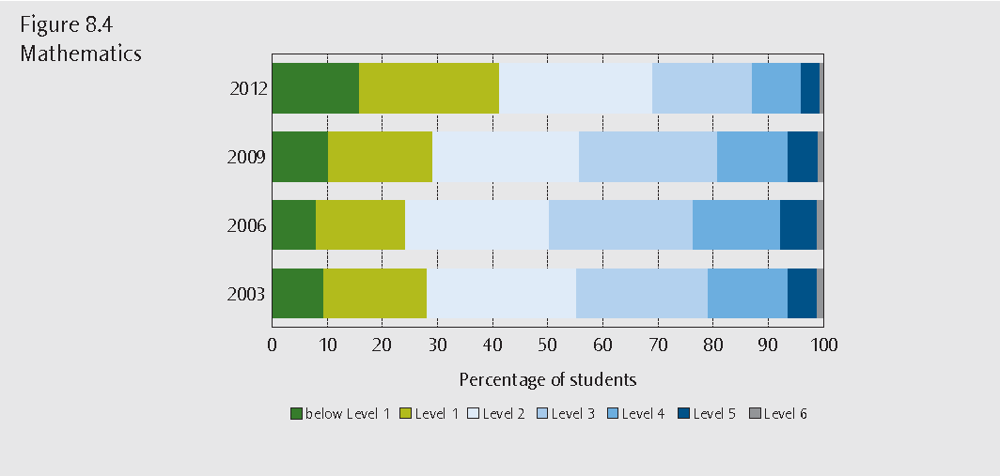 Figure 8.4
Mathematics
2012
2009
2006
2003
0 10 20 30 40 50 60 70 80 90 100
Percentage of students
below Level 1 Level 1 Level 2 Level 3 Level 4 Level 5 Level 6